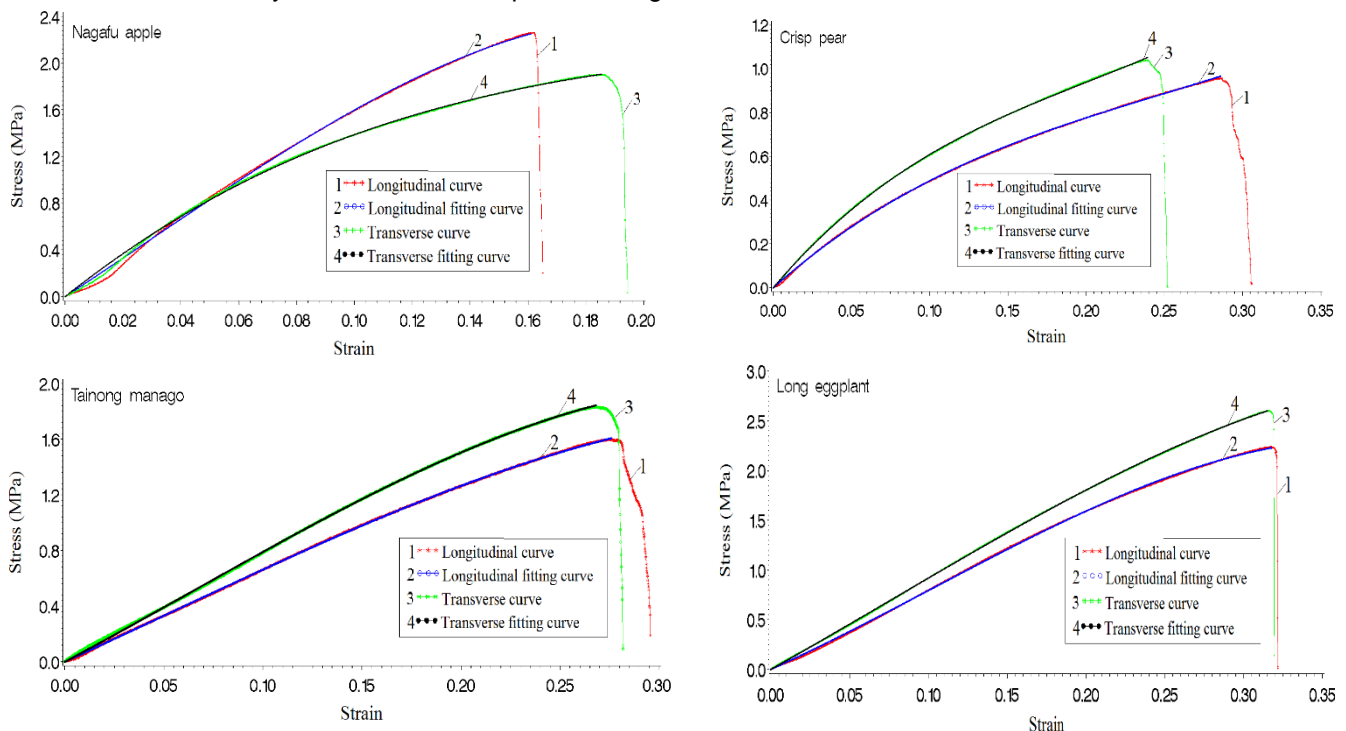 Nagafu apple
Stress (MPa)
2.4
2.0
1.6
1.2
0.8
0.4
0.0
2
1
4
3
1 Longitudinal curve
2 Longitudinal fitting curve
3 Transverse curve
4 Transverse fitting curve
0.00 0.02 0.04 0.06 0.08 0.10 0.12 0.14 0.16 0.18 0.20
Strain
Crisp pear
Stress (MPa)
1.2
1.0
0.8
0.6
0.4
0.2
0.0
4
3
2
1
1 Longitudinal curve
2 Longitudinal fitting curve
3 Transverse curve
4 Transverse fitting curve
0.00 0.05 0.10 0.15 0.20 0.25 0.30 0.35
Strain
Tainong manago
Stress (MPa)
2.0
1.6
1.2
0.8
0.4
0.0
4
3
2
1
1 Longitudinal curve
2 Longitudinal fitting curve
3 Transverse curve
4 Transverse fitting curve
0.00 0.05 0.10 0.15 0.20 0.25 0.30
Strain
Long eggplant
Stress (MPa)
3.0
2.5
2.0
1.5
1.0
0.5
0.0
4
3
2
1
1 Longitudinal curve
2 Longitudinal fitting curve
3 Transverse curve
4 Transverse fitting curve
0.00 0.05 0.10 0.15 0.20 0.25 0.30 0.35
Strain